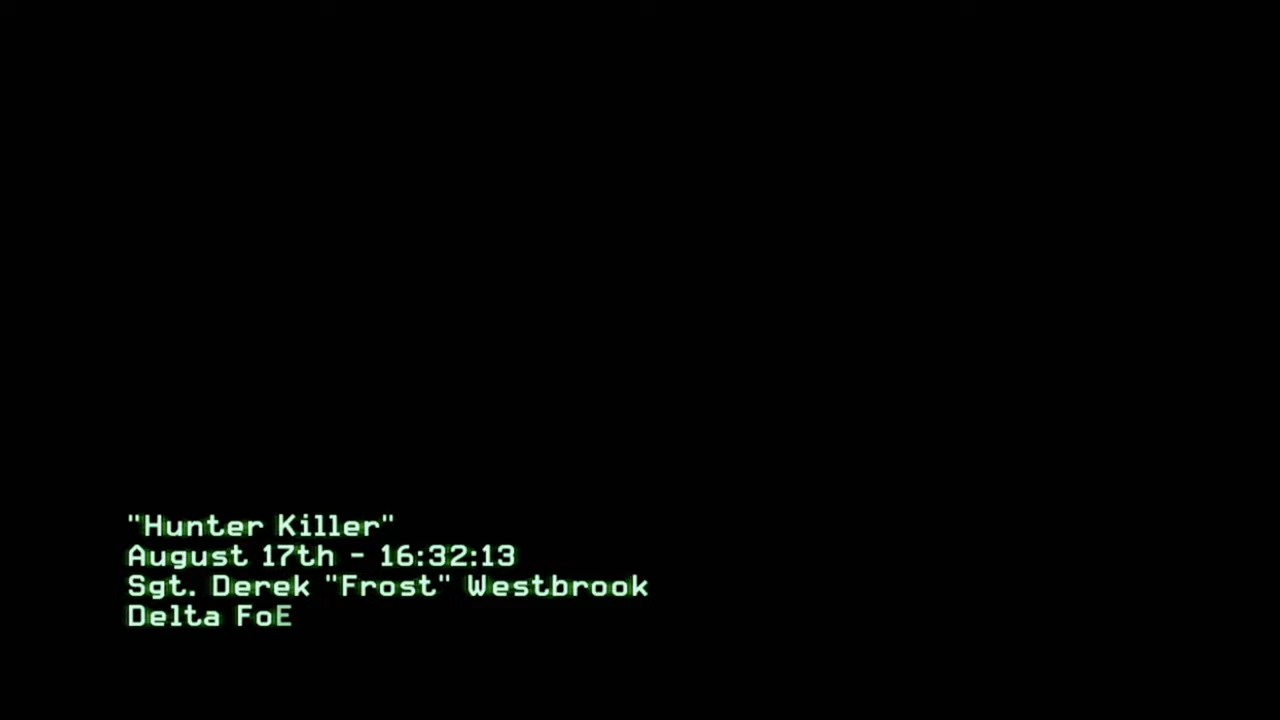 "Hunter Killer"
August 17th - 16:32:13
Sgt. Derek "Frost" Westbrook
Delta FoE